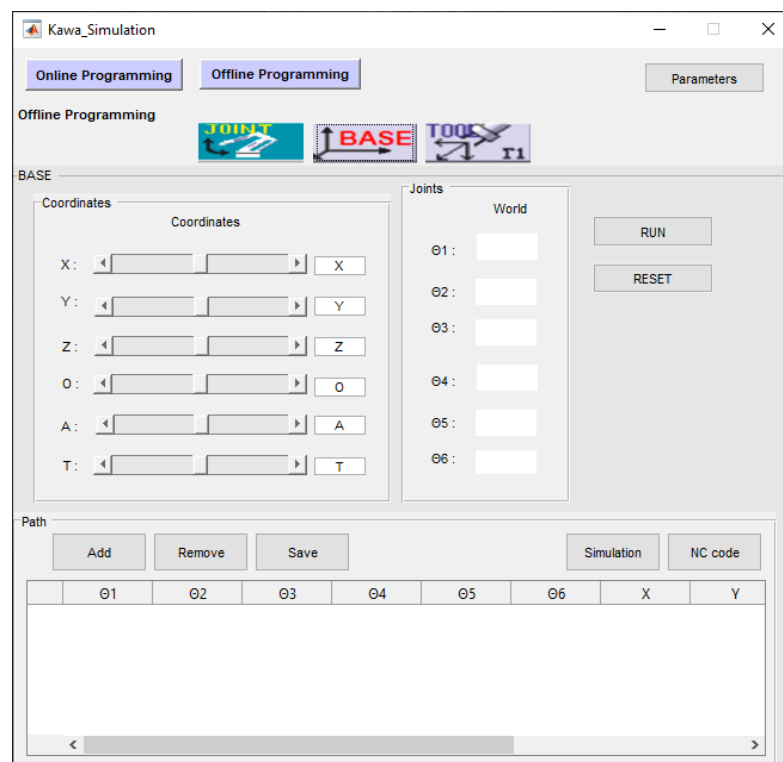 Kawa_Simulation
Online Programming Offline Programming Parameters
Offline Programming
JOINT BASE TOOL T1
BASE
Coordinates Joints
Coordinates World
RUN
X : X Θ1 :
RESET
Y : Y Θ2 :
Z : Z Θ3 :
O : O Θ4 :
A : A Θ5 :
T : T Θ6 :
Path
Add Remove Save Simulation NC code
Θ1 Θ2 Θ3 Θ4 Θ5 Θ6 X Y